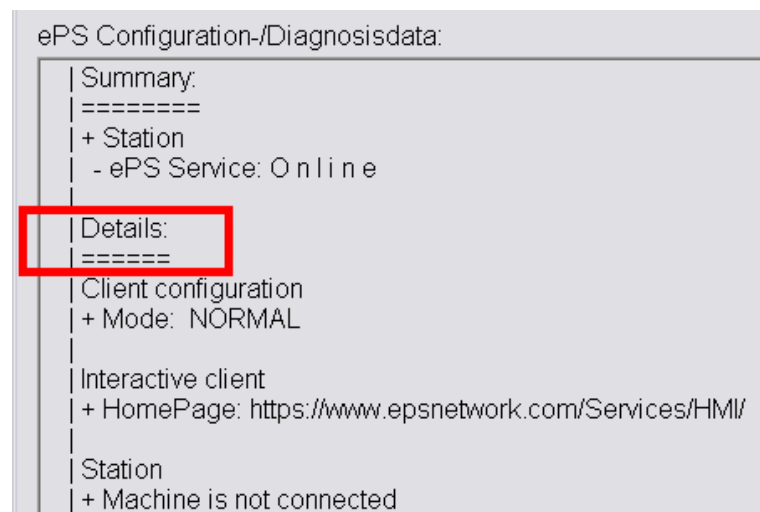 ePS Configuration-/Diagnosisdata:
| Summary:
| ========
| + Station
|  - ePS Service: O n l i n e
|
| Details:
| ======
| Client configuration
| + Mode:  NORMAL
|
| Interactive client
| + HomePage: https://www.epsnetwork.com/Services/HMI/
|
| Station
| + Machine is not connected